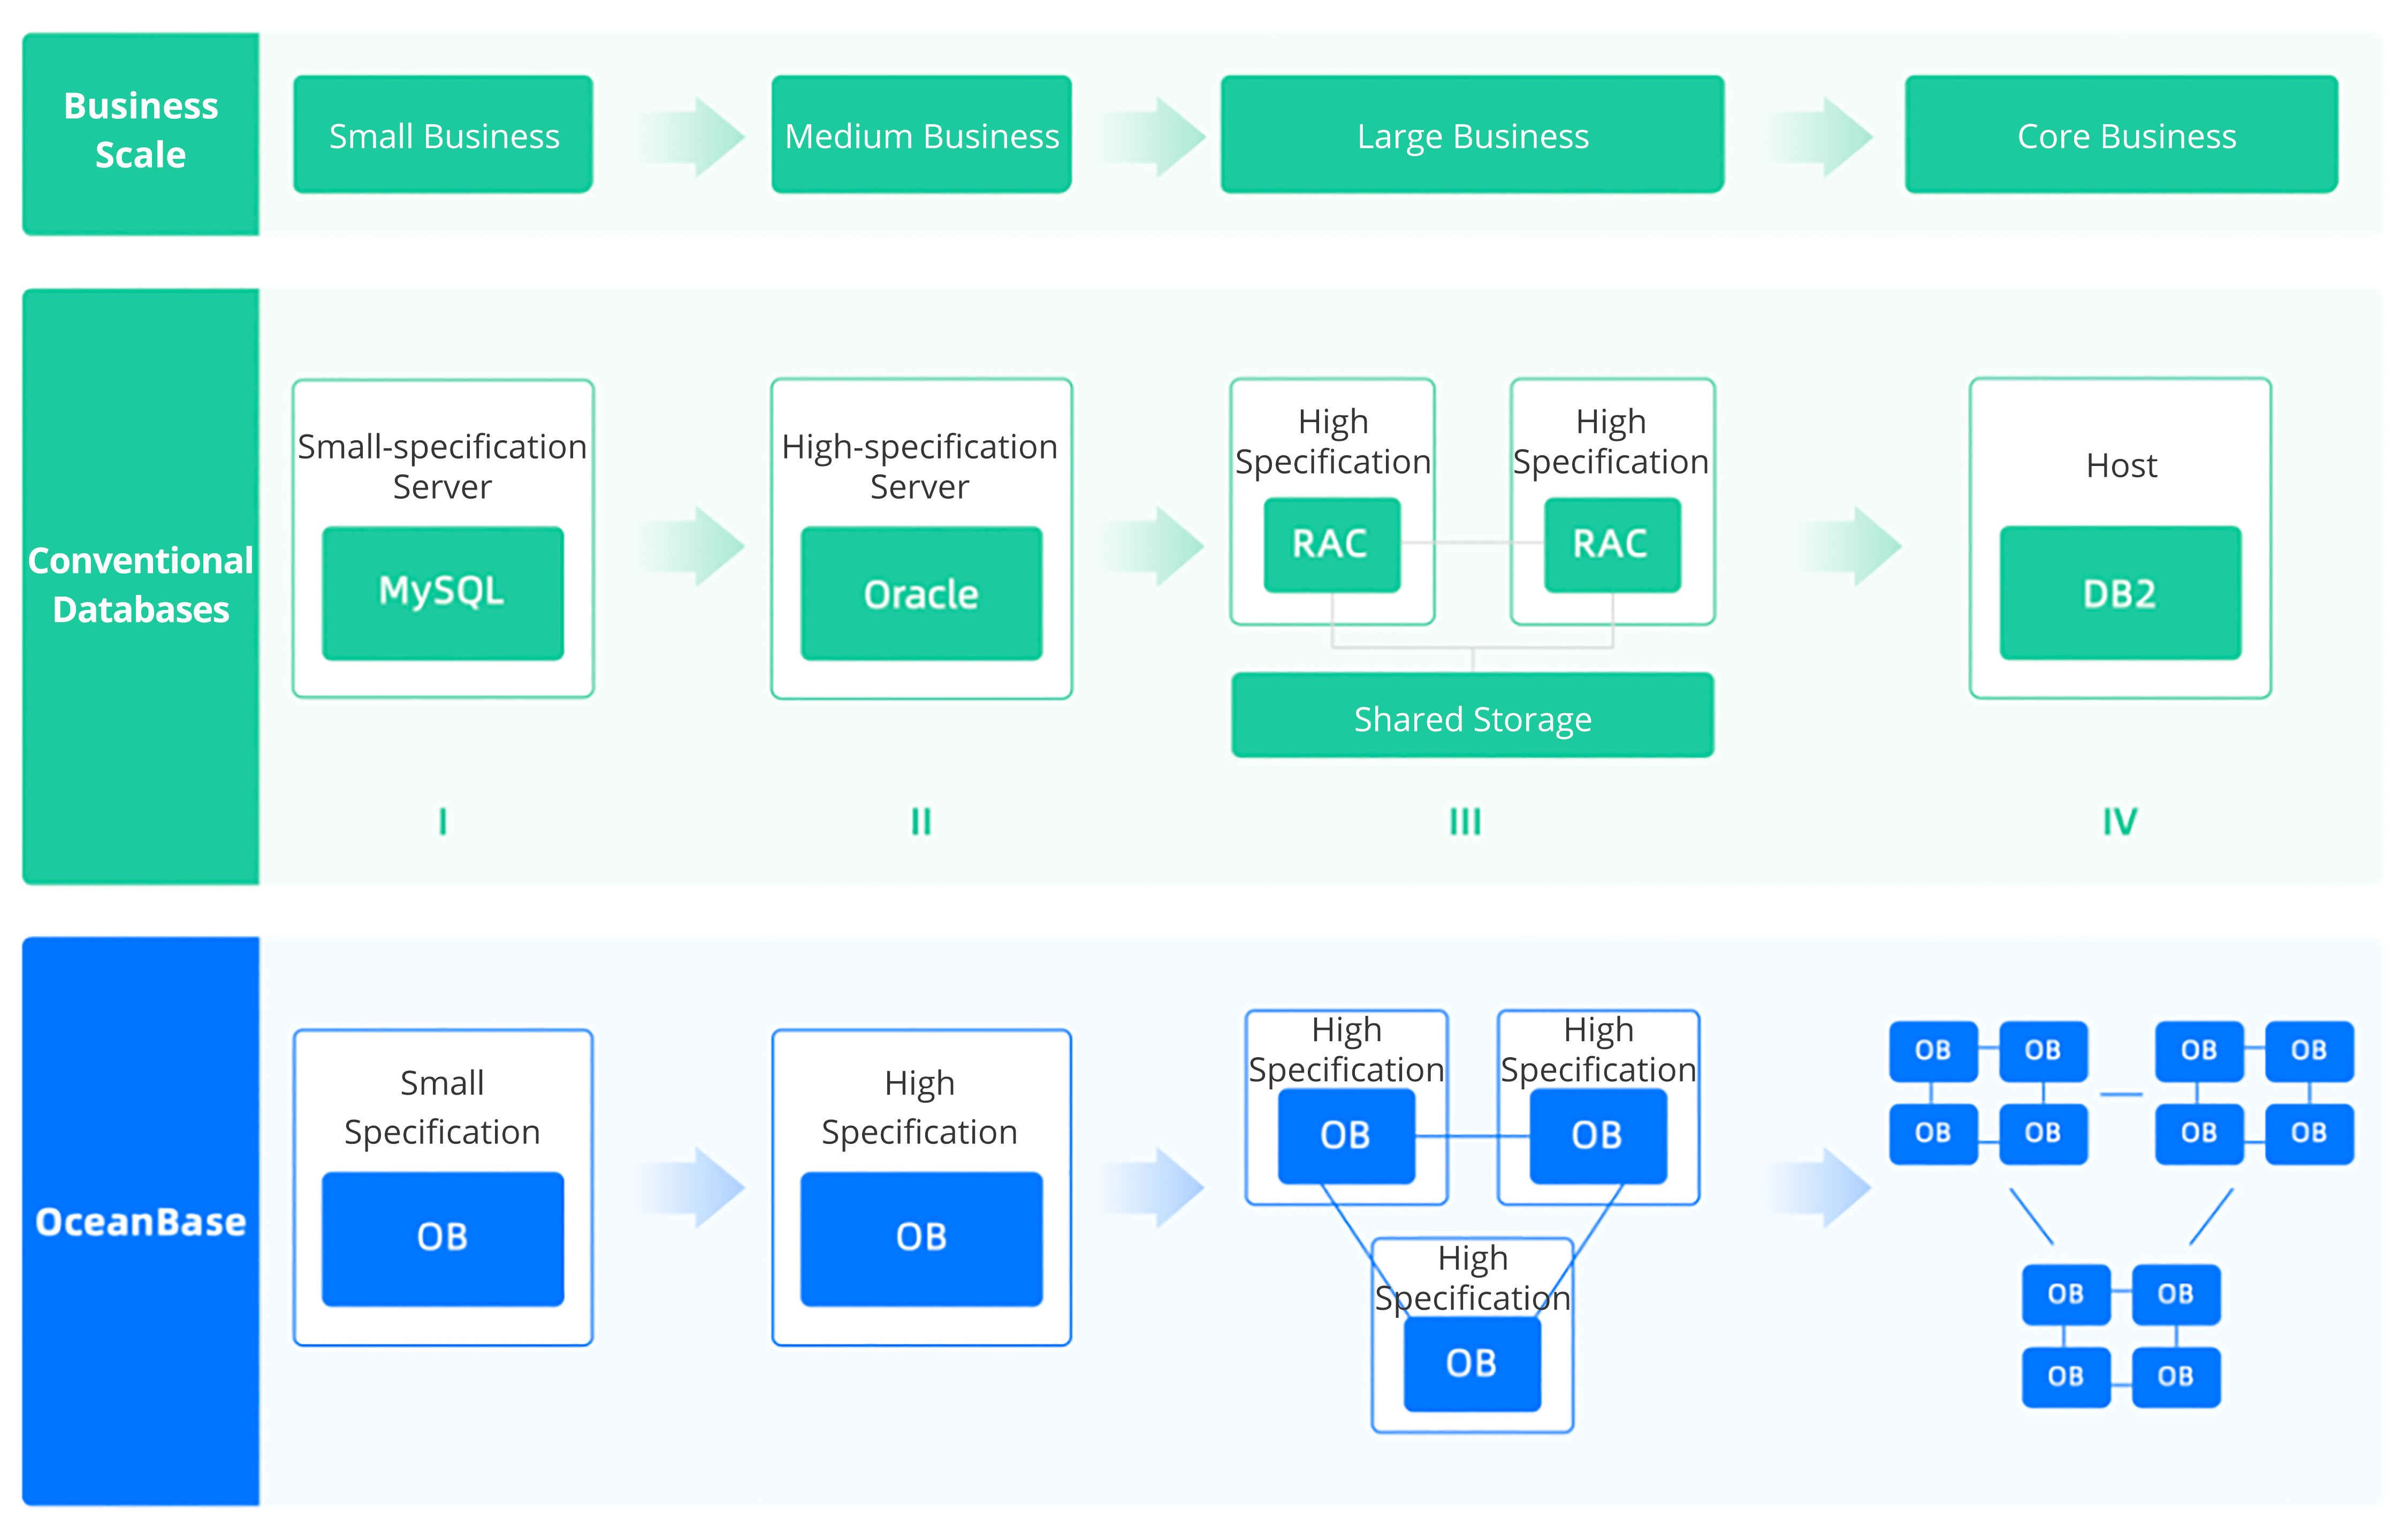 Business
Scale
Small Business
Medium Business
Large Business
Core Business
Conventional
Databases
Small-specification
Server
MySQL
High-specification
Server
Oracle
High
Specification
RAC
High
Specification
RAC
Shared Storage
Host
DB2
I
II
III
IV
OceanBase
Small
Specification
OB
High
Specification
OB
High
Specification
OB
High
Specification
OB
High
Specification
OB
OB
OB
OB
OB
OB
OB
OB
OB
OB
OB
OB
OB